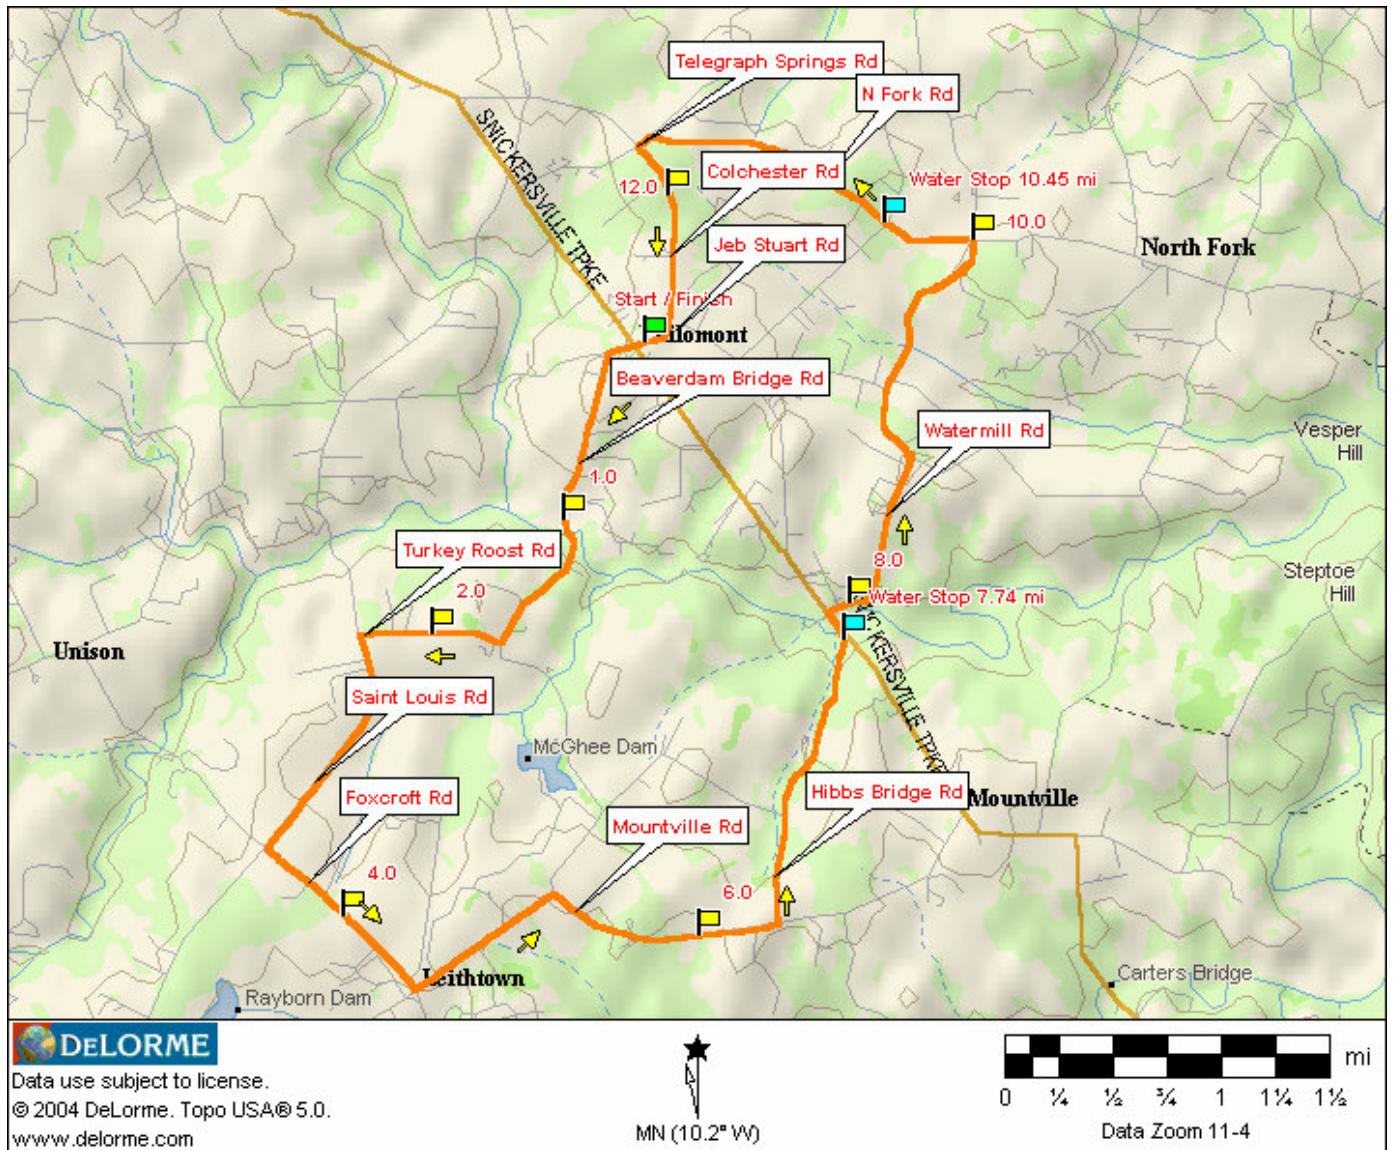 Telegraph Springs Rd
N Fork Rd
SNICKERSVILLE TPKE
Colchester Rd
12.0
Water Stop 10.45 mi
10.0
North Fork
Jeb Stuart Rd
Start / Finish
ilomont
Beaverdam Bridge Rd
Watermill Rd
Vesper
Hill
1.0
Turkey Roost Rd
8.0
Steptoe
Hill
2.0
Water Stop 7.74 mi
Unison
SNICKERSVILLE TPKE
Saint Louis Rd
McGhee Dam
Foxcroft Rd
Hibbs Bridge Rd
Mountville
Mountville Rd
4.0
6.0
Leithtown
Carters Bridge
Rayborn Dam
DELORME
Data use subject to license.
© 2004 DeLorme. Topo USA® 5.0.
www.delorme.com
MN (10.2° W)
mi
0 ¼ ½ ¾ 1 1¼ 1½
Data Zoom 11-4